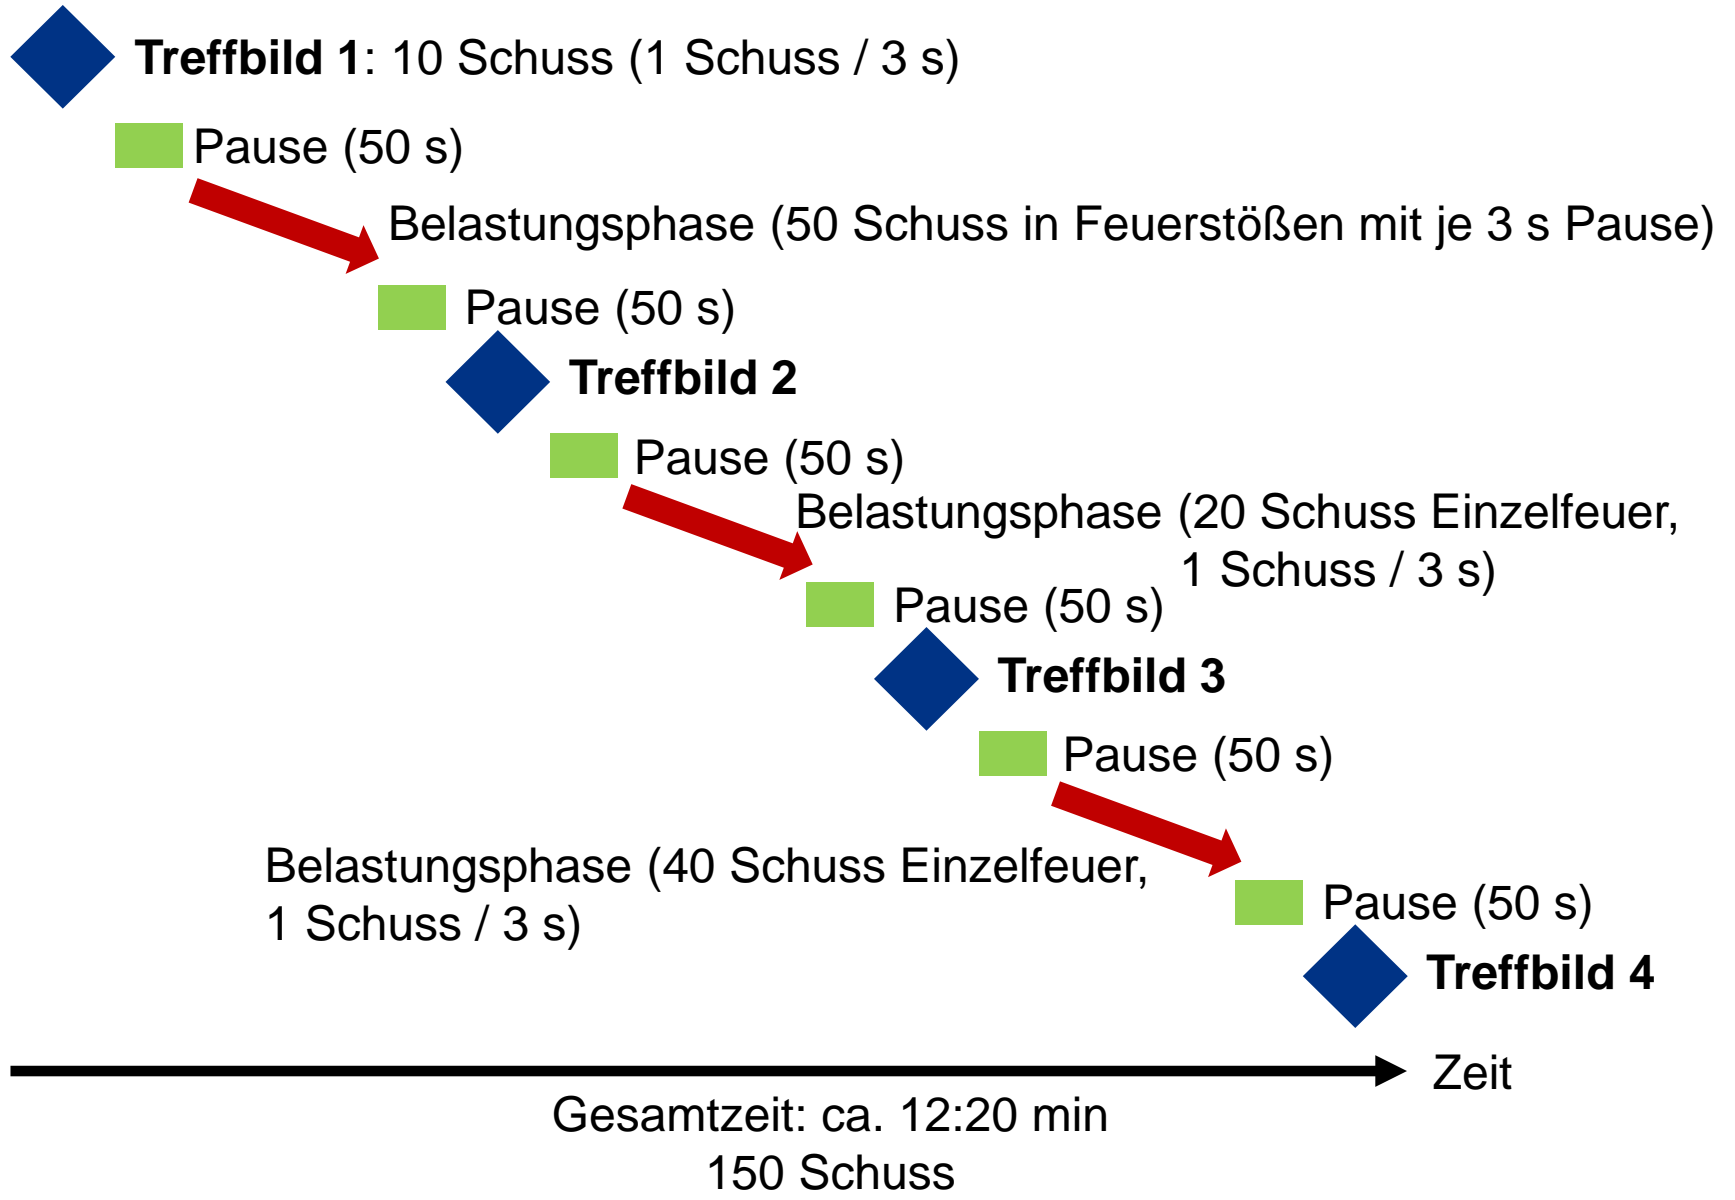 Treffbild 1: 10 Schuss (1 Schuss / 3 s)
Pause (50 s)
Belastungsphase (50 Schuss in Feuerstößen mit je 3 s Pause)
Pause (50 s)
Treffbild 2
Pause (50 s)
Belastungsphase (20 Schuss Einzelfeuer,
1 Schuss / 3 s)
Pause (50 s)
Treffbild 3
Pause (50 s)
Belastungsphase (40 Schuss Einzelfeuer,
1 Schuss / 3 s)
Pause (50 s)
Treffbild 4
Zeit
Gesamtzeit: ca. 12:20 min
150 Schuss